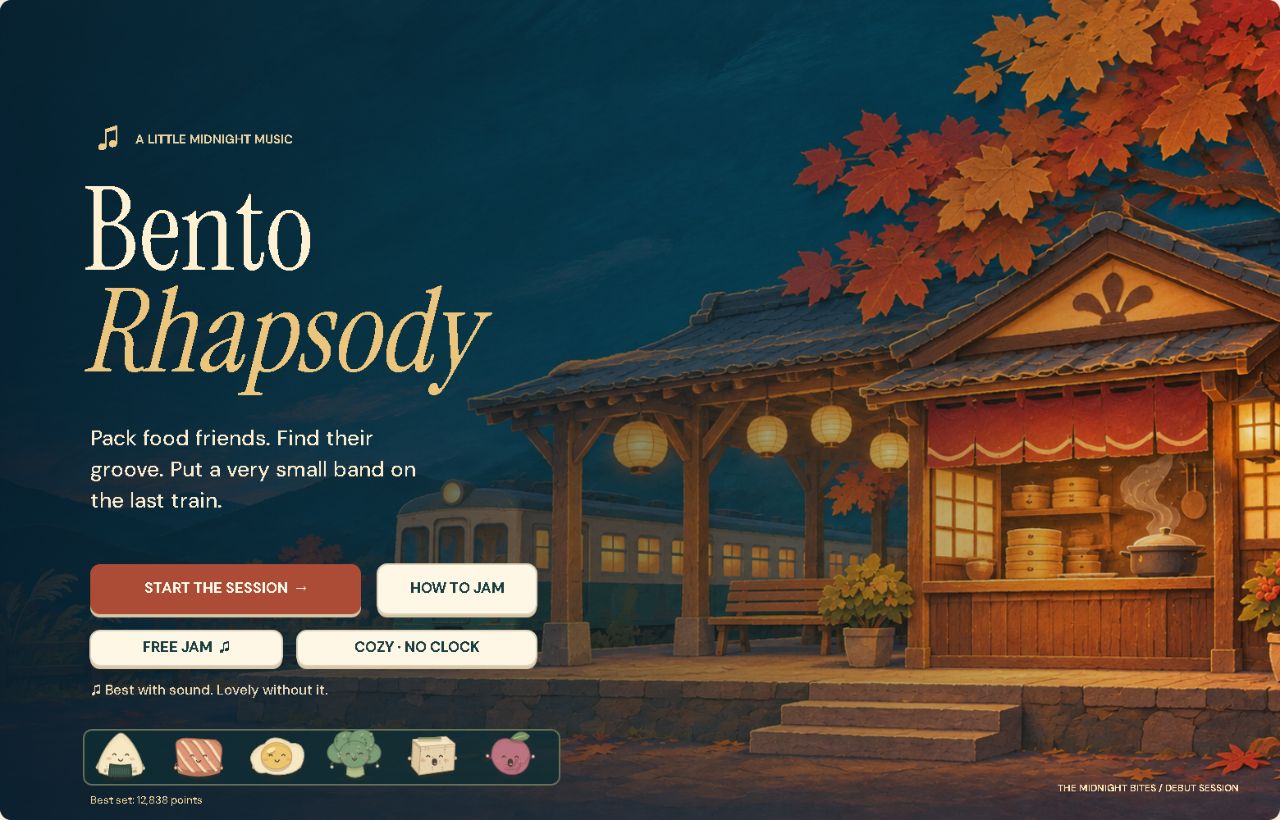 ♫ A LITTLE MIDNIGHT MUSIC
Bento
Rhapsody
Pack food friends. Find their
groove. Put a very small band on
the last train.
START THE SESSION →
HOW TO JAM
FREE JAM ♫
COZY · NO CLOCK
♫ Best with sound. Lovely without it.
Best set: 12,838 points
THE MIDNIGHT BITES / DEBUT SESSION